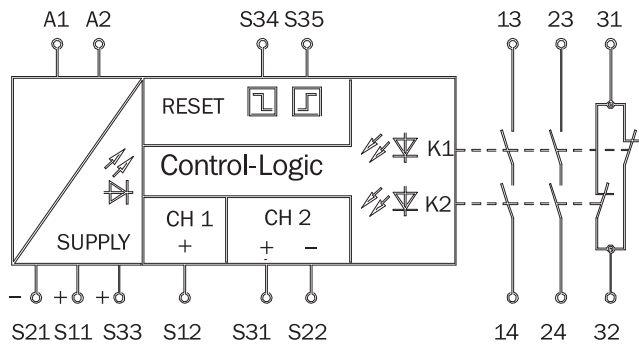 A1 A2 S34 S35 13 23 31
RESET
K1
Control-Logic
K2
CH 1 CH 2
+ + −
SUPPLY
− + +
S21 S11 S33 S12 S31 S22 14 24 32